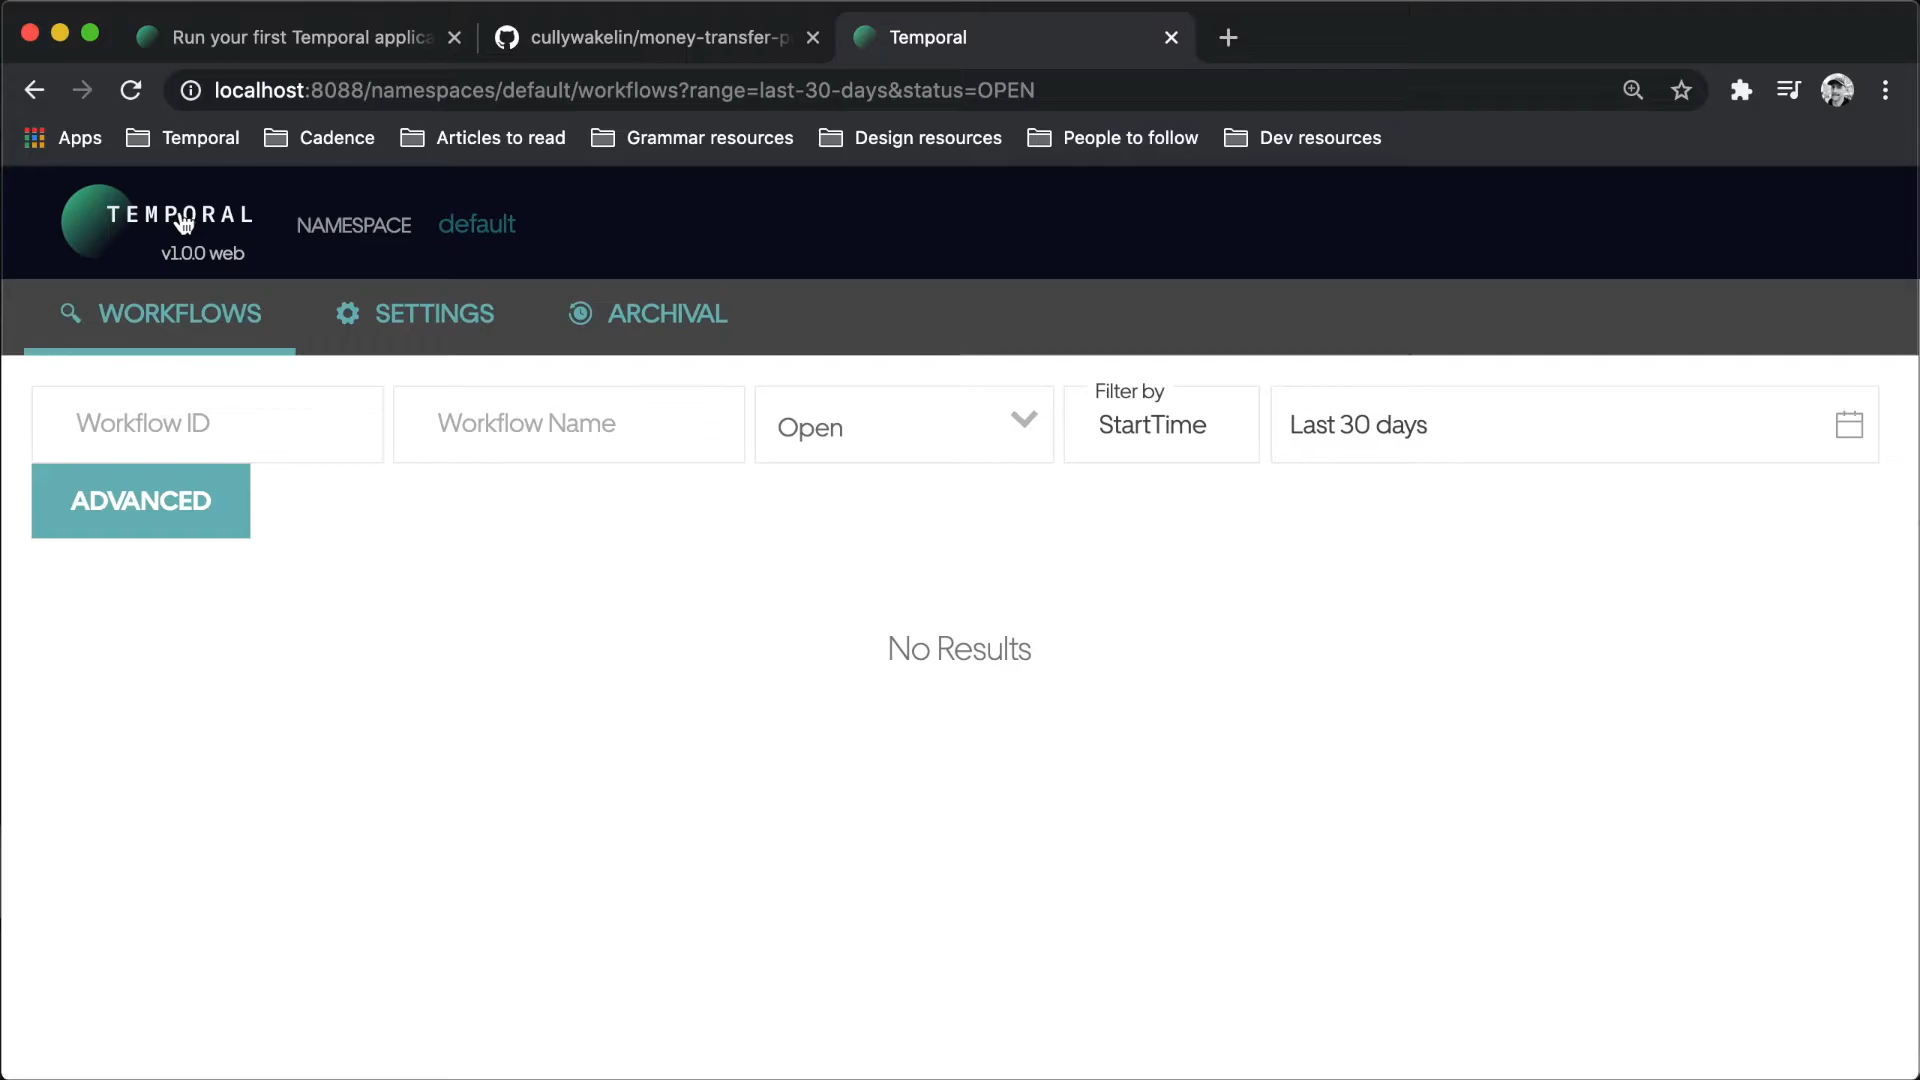 Run your first Temporal applica
cullywakelin/money-transfer-p
Temporal
localhost:8088/namespaces/default/workflows?range=last-30-days&status=OPEN
Apps
Temporal
Cadence
Articles to read
Grammar resources
Design resources
People to follow
Dev resources
TEMPORAL
v1.0.0 web
NAMESPACE default
WORKFLOWS
SETTINGS
ARCHIVAL
Workflow ID
Workflow Name
Open
Filter by
StartTime
Last 30 days
ADVANCED
No Results